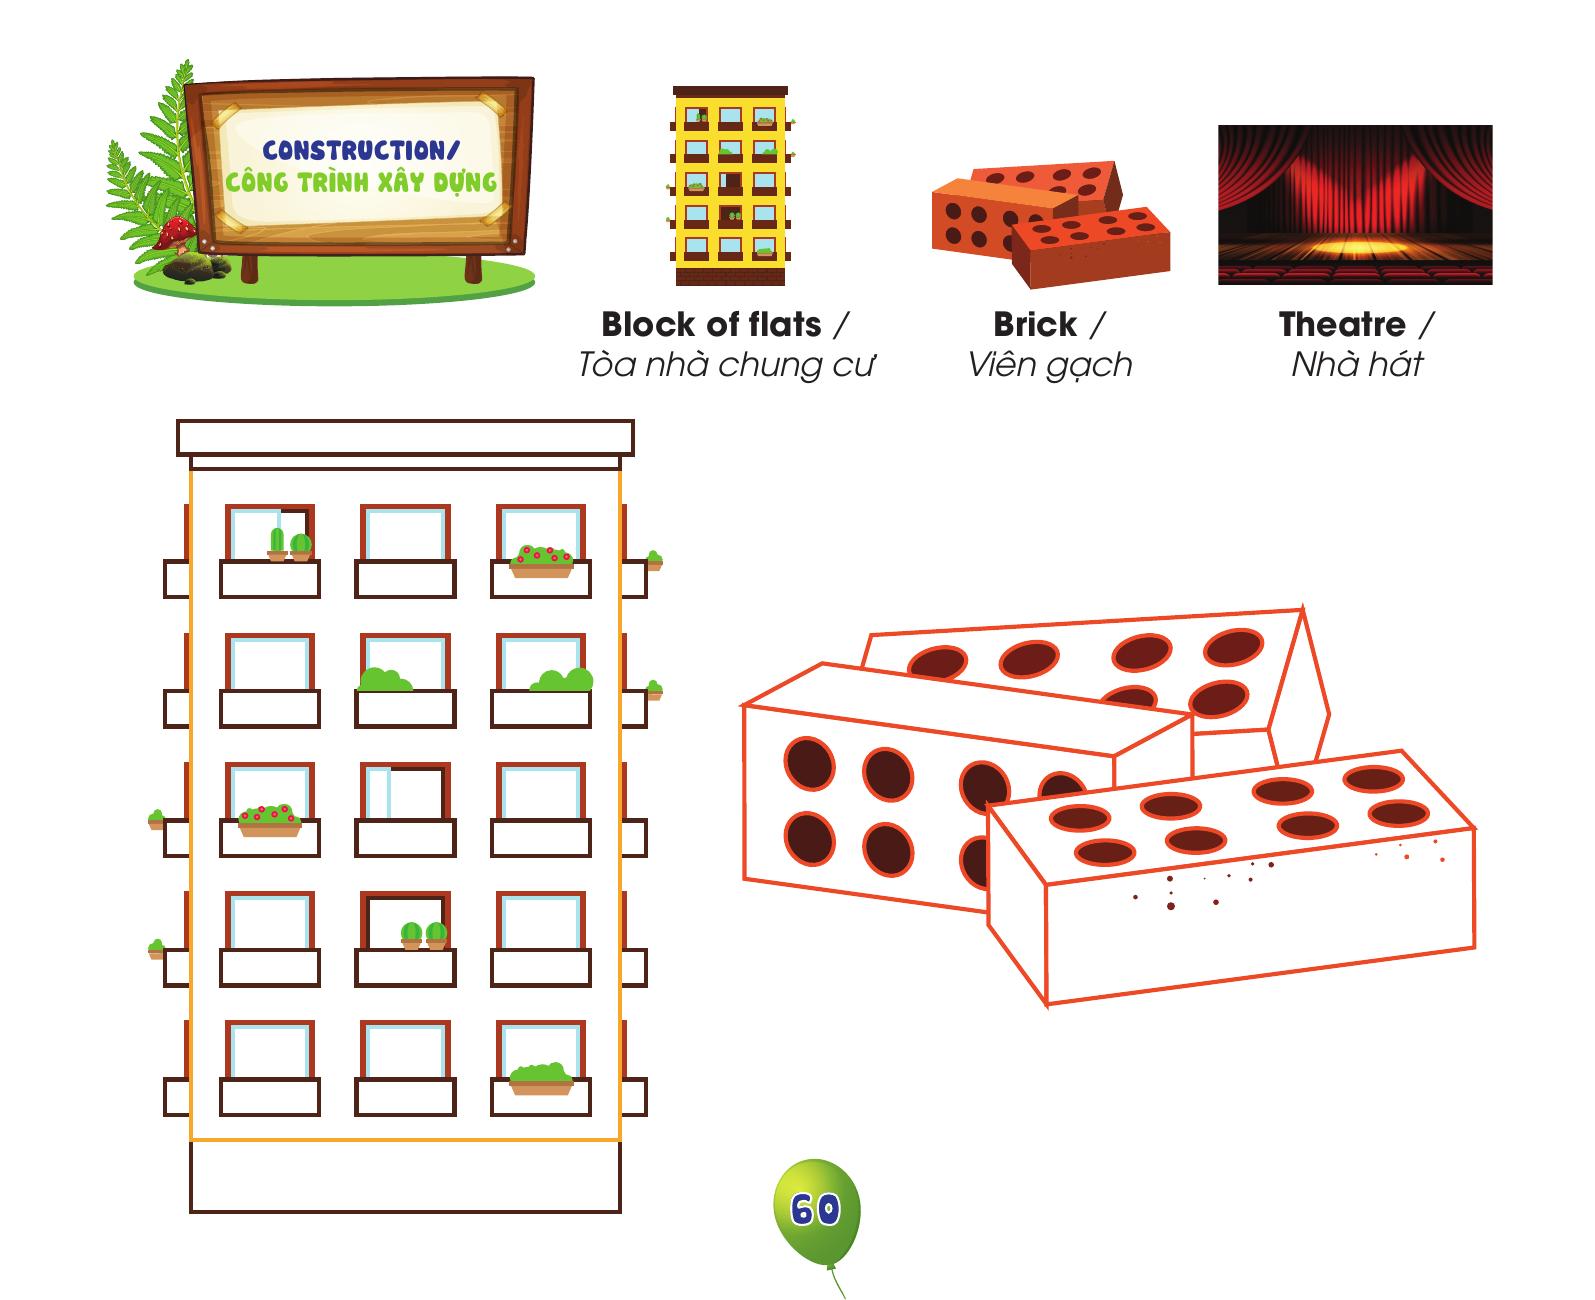 CONSTRUCTION/
CÔNG TRÌNH XÂY DỰNG
Block of flats /
Tòa nhà chung cư
Brick /
Viên gạch
Theatre /
Nhà hát
60